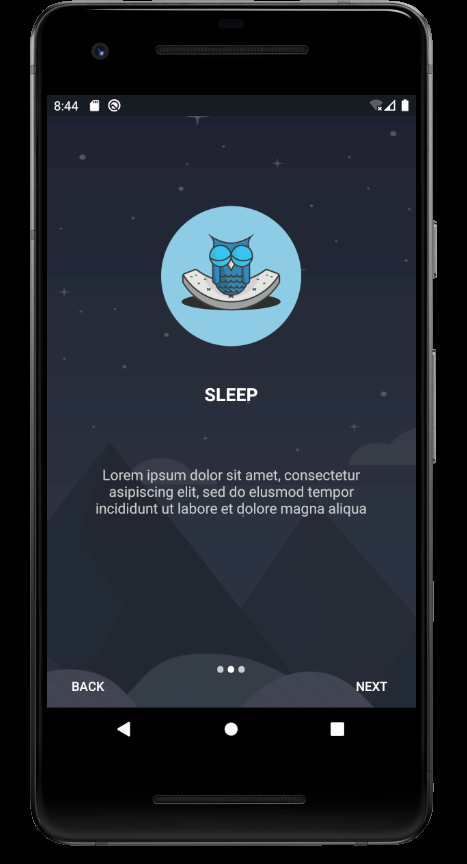 8:44
SLEEP
Lorem ipsum dolor sit amet, consectetur
asipiscing elit, sed do elusmod tempor
incididunt ut labore et dolore magna aliqua
BACK
NEXT